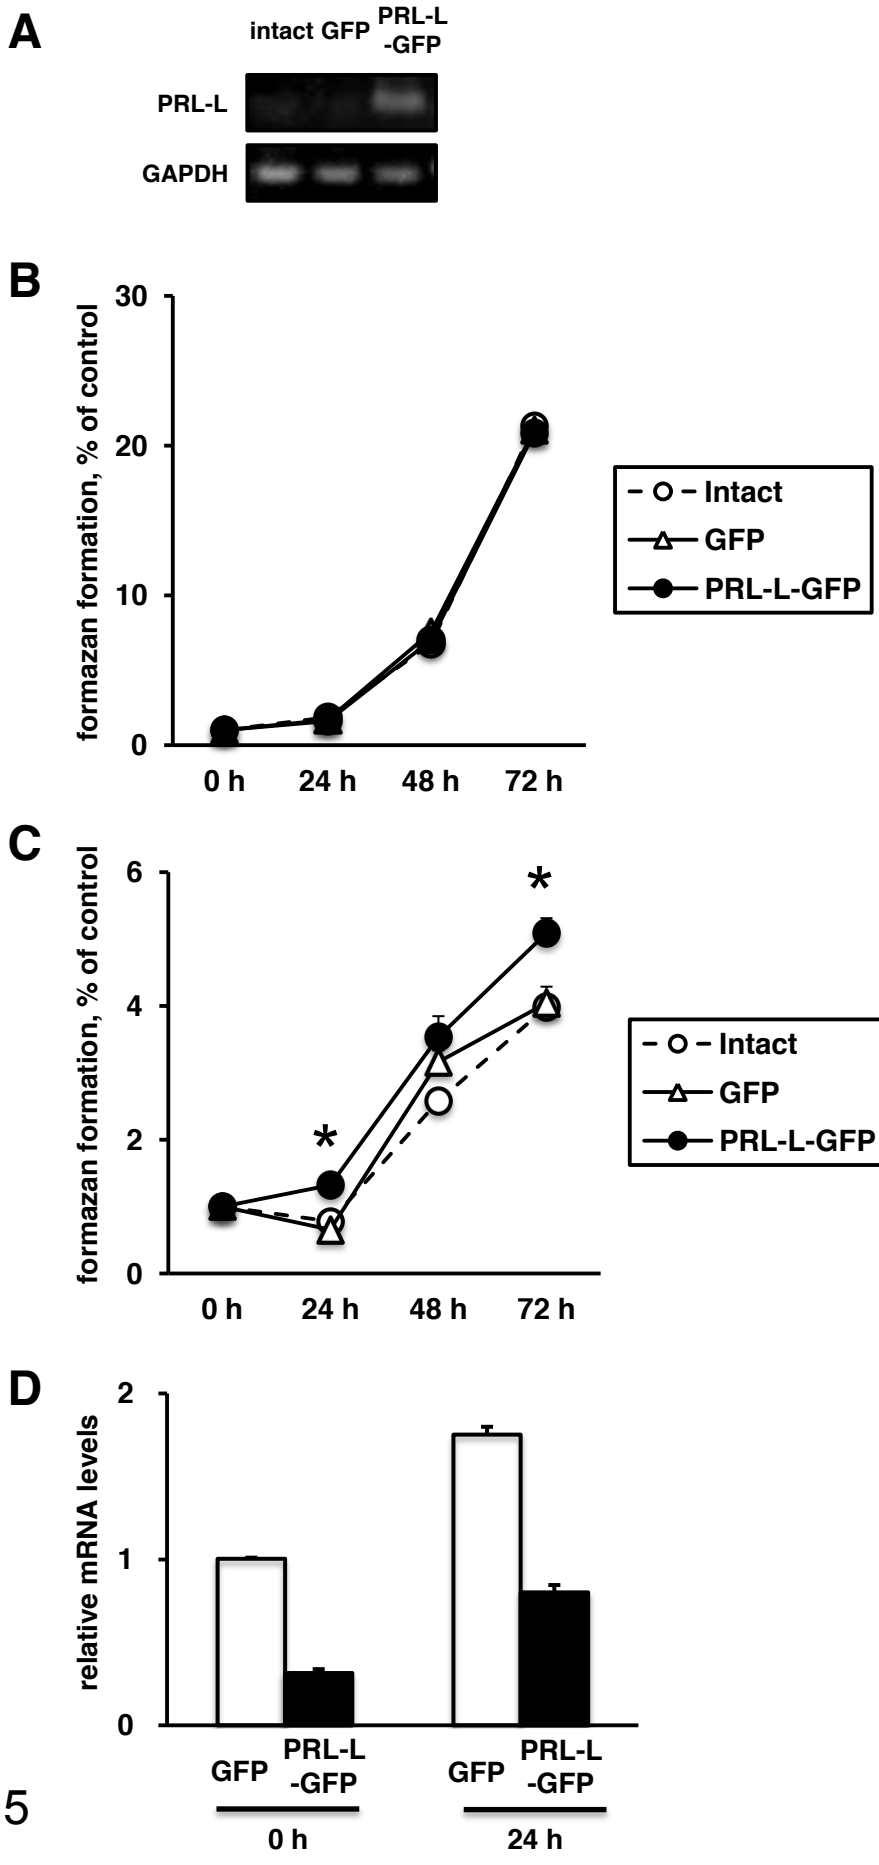 A
intact GFP PRL-L
-GFP
PRL-L
GAPDH
B
formazan formation, % of control
30
20
10
0
0 h 24 h 48 h 72 h
Intact
GFP
PRL-L-GFP
C
formazan formation, % of control
6
*
4
2
*
0
0 h 24 h 48 h 72 h
Intact
GFP
PRL-L-GFP
D
relative mRNA levels
2
1
0
GFP PRL-L
-GFP
GFP PRL-L
-GFP
0 h 24 h
5